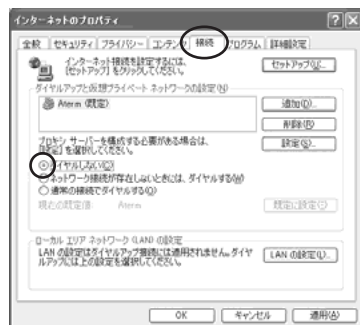 インターネットのプロパティ
全般 セキュリティ プライバシー コンテンツ 接続 プログラム 詳細設定
インターネット接続を設定するには、
[セットアップ] をクリックしてください。
セットアップ(U)...
ダイヤルアップと仮想プライベート ネットワークの設定(N)
Aterm (既定)
追加(D)...
削除(R)
プロキシ サーバーを構成する必要がある場合は、
[設定] を選択してください。
設定(S)...
ダイヤルしない(C)
ネットワーク接続が存在しないときには、ダイヤルする(W)
通常の接続でダイヤルする(O)
現在の既定値: Aterm
既定に設定(E)
ローカル エリア ネットワーク (LAN) の設定
LAN の設定はダイヤルアップ接続には適用されません。ダイヤ
ルアップには上の設定を選択してください。
LAN の設定(L)...
OK キャンセル 適用(A)